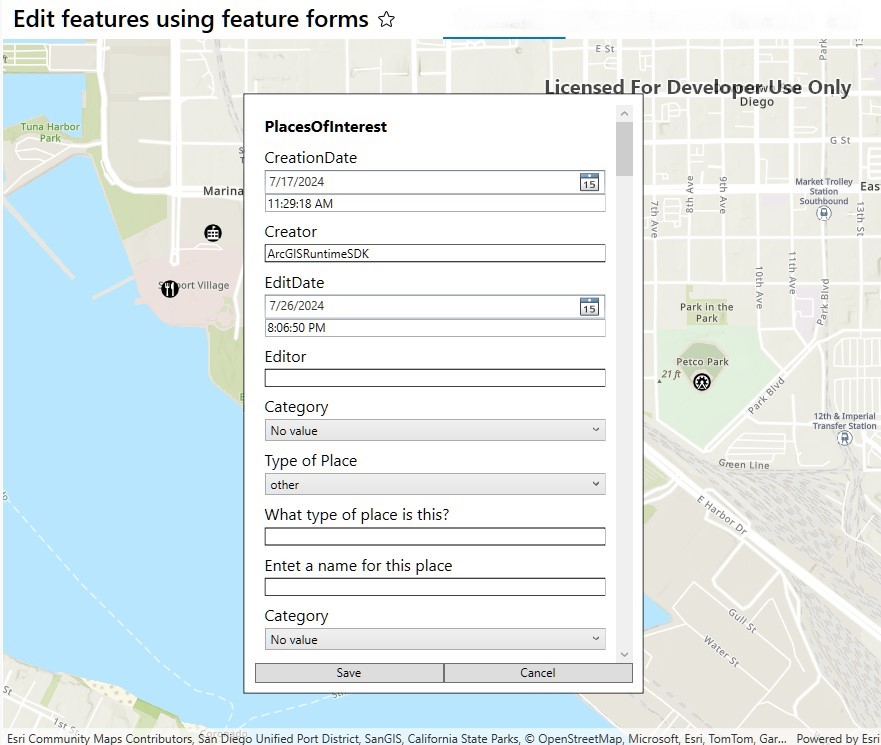 Edit features using feature forms ☆
E St
Licensed For Developer Use Only
Diego
Tuna Harbor
Park
G St
Marina
Market Trolley
Station
Southbound
East
7th Ave
8th Ave
9th Ave
13th St
10th Ave
11th Ave
Park Blvd
port Village
Park in the
Park
Petco Park
21 ft
Park Blvd
12th & Imperial
Transfer Station
Green Line
E Harbor Dr
Gull St
Water St
1st St
Coronado
PlacesOfInterest
CreationDate
7/17/2024
15
11:29:18 AM
Creator
ArcGISRuntimeSDK
EditDate
7/26/2024
15
8:06:50 PM
Editor
Category
No value
Type of Place
other
What type of place is this?
Entet a name for this place
Category
No value
Save
Cancel
Esri Community Maps Contributors, San Diego Unified Port District, SanGIS, California State Parks, © OpenStreetMap, Microsoft, Esri, TomTom, Gar...
Powered by Esri